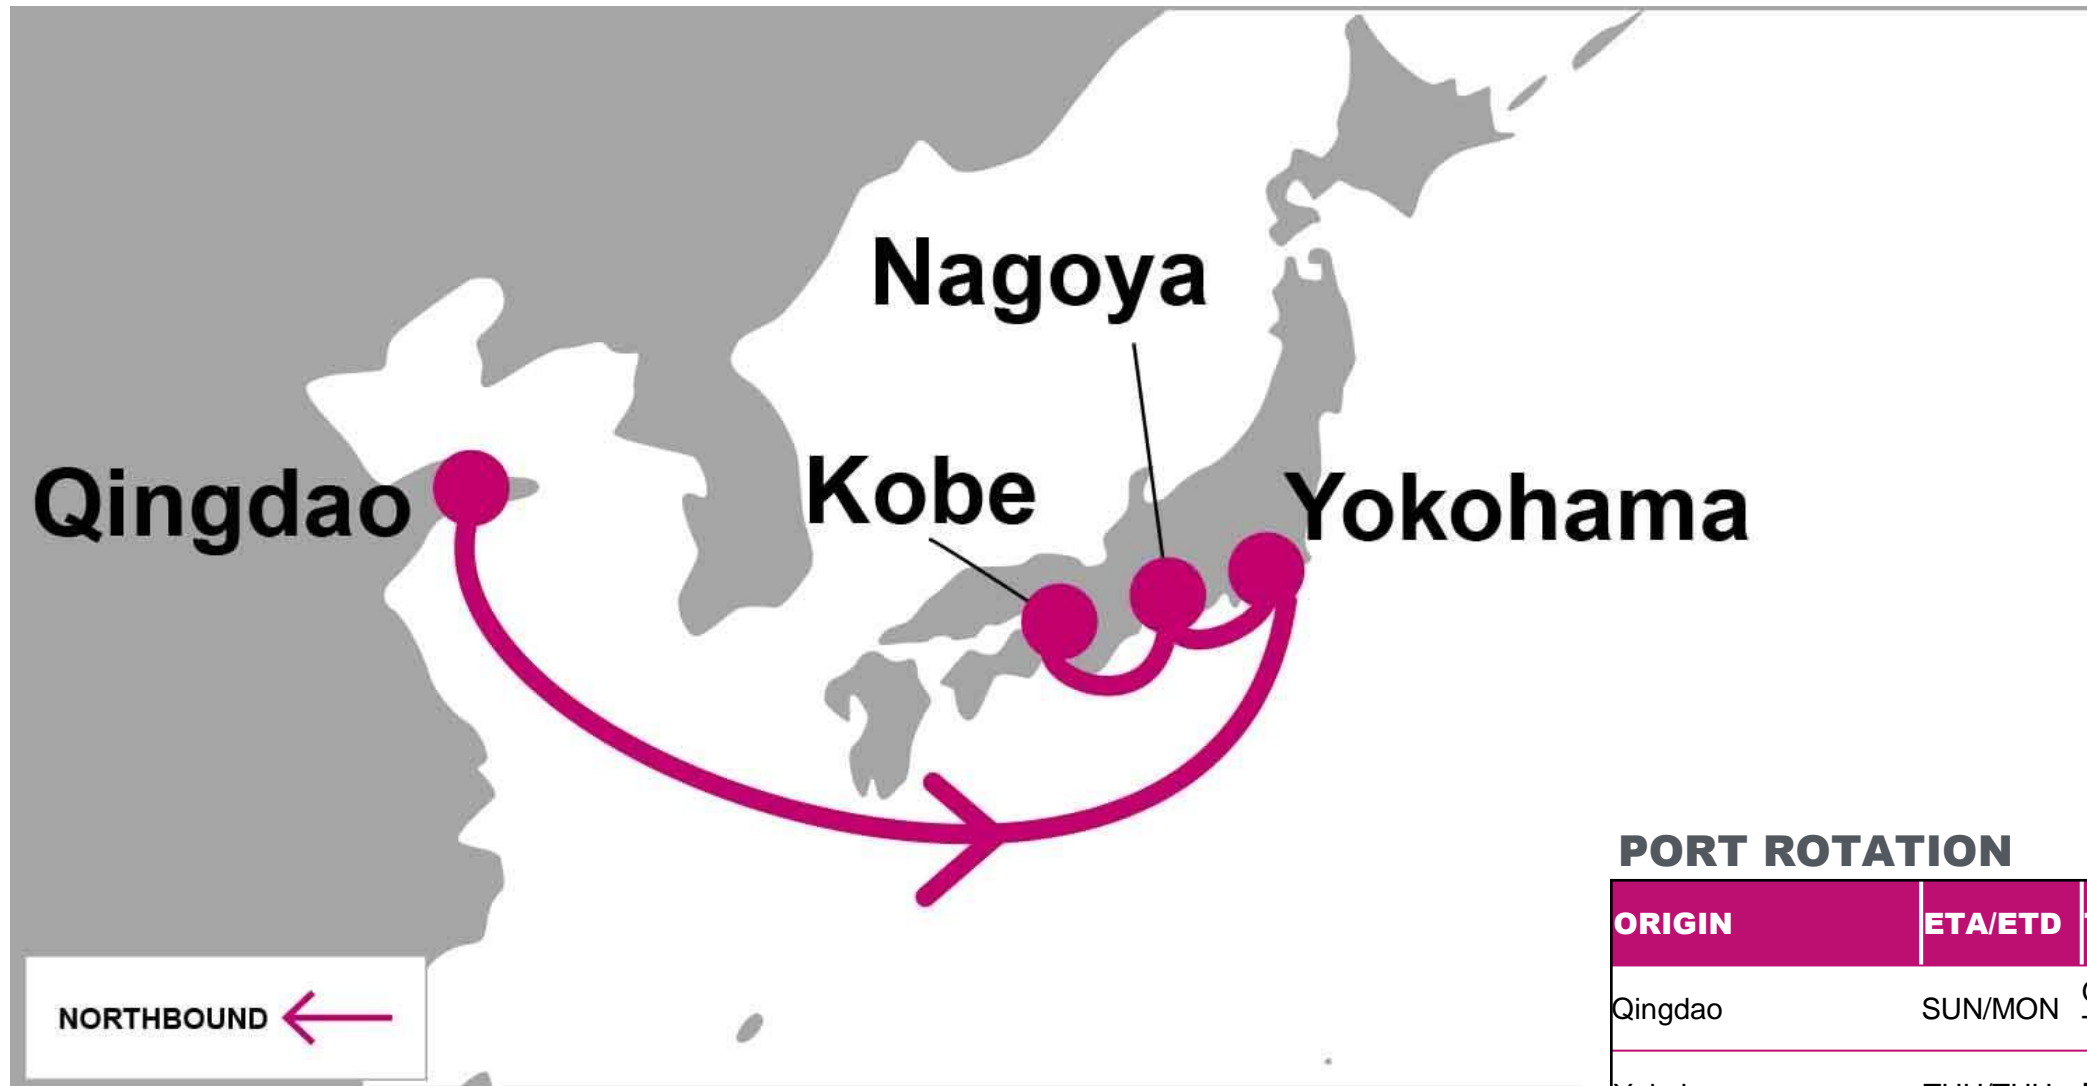 Nagoya
Kobe
Qingdao
Yokohama
NORTHBOUND
PORT ROTATION
ORIGIN ETA/ETD
Qingdao SUN/MON